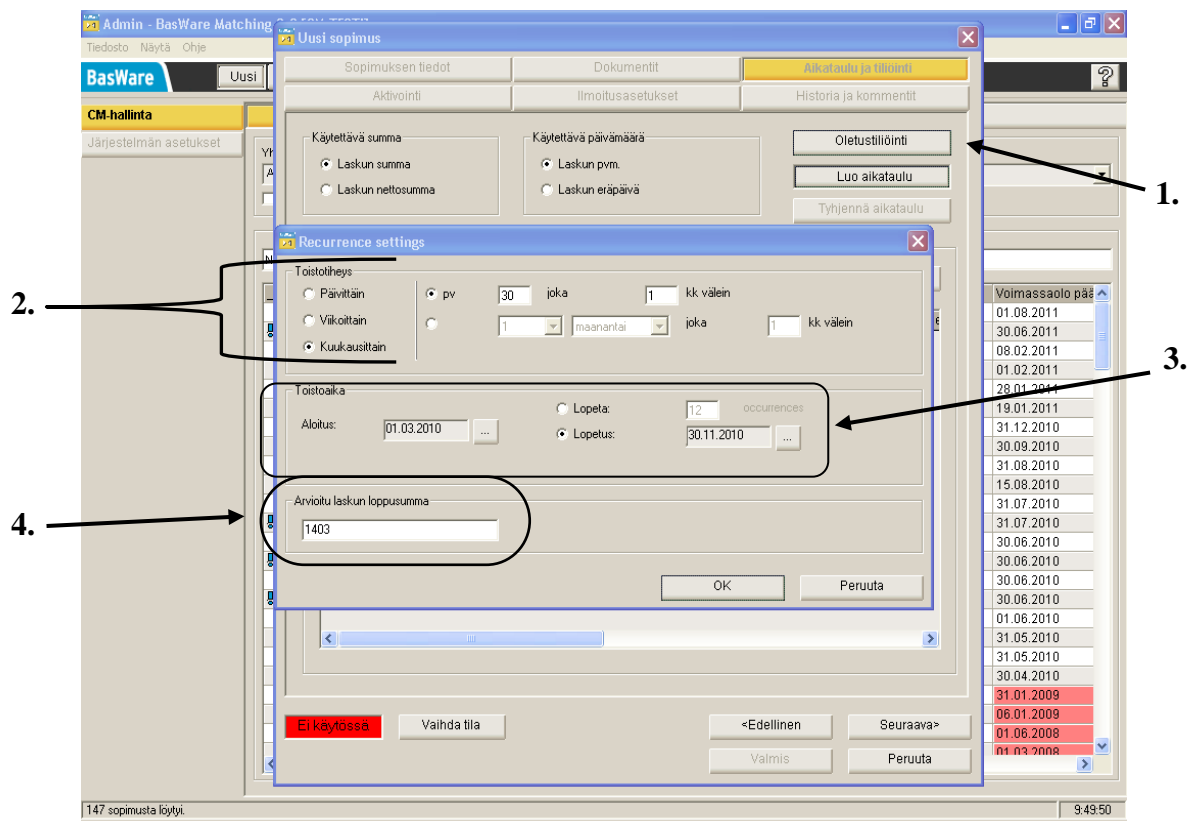 Admin - BasWare Matching
Tiedosto Näytä Ohje
BasWare
Uusi
CM-hallinta
Järjestelmän asetukset
Uusi sopimus
Sopimuksen tiedot Dokumentit Aikataulu ja tiliöinti
Aktivointi Ilmoitusasetukset Historia ja kommentit
Käytettävä summa
Laskun summa
Laskun nettosumma
Käytettävä päivämäärä
Laskun pvm.
Laskun eräpäivä
Oletustiliöinti
Luo aikataulu
Tyhjennä aikataulu
1.
Recurrence settings
2.
Toistotiheys
Päivittäin
Viikoittain
Kuukausittain
pv 30 joka 1 kk välein
1 maanantai joka 1 kk välein
3.
Toistoaika
Aloitus: 01.03.2010 ...
Lopeta: 12 occurrences
Lopetus: 30.11.2010 ...
4.
Arvioitu laskun loppusumma
1403
OK Peruuta
Voimassaolo pää
01.08.2011
30.06.2011
08.02.2011
01.02.2011
28.01.2011
19.01.2011
31.12.2010
30.09.2010
31.08.2010
15.08.2010
31.07.2010
31.07.2010
30.06.2010
30.06.2010
30.06.2010
30.06.2010
01.06.2010
31.05.2010
31.05.2010
30.04.2010
31.01.2009
06.01.2009
01.06.2008
01.03.2008
Ei käytössä Vaihda tila <Edellinen Seuraava>
Valmis Peruuta
147 sopimusta löytyi. 9:49:50